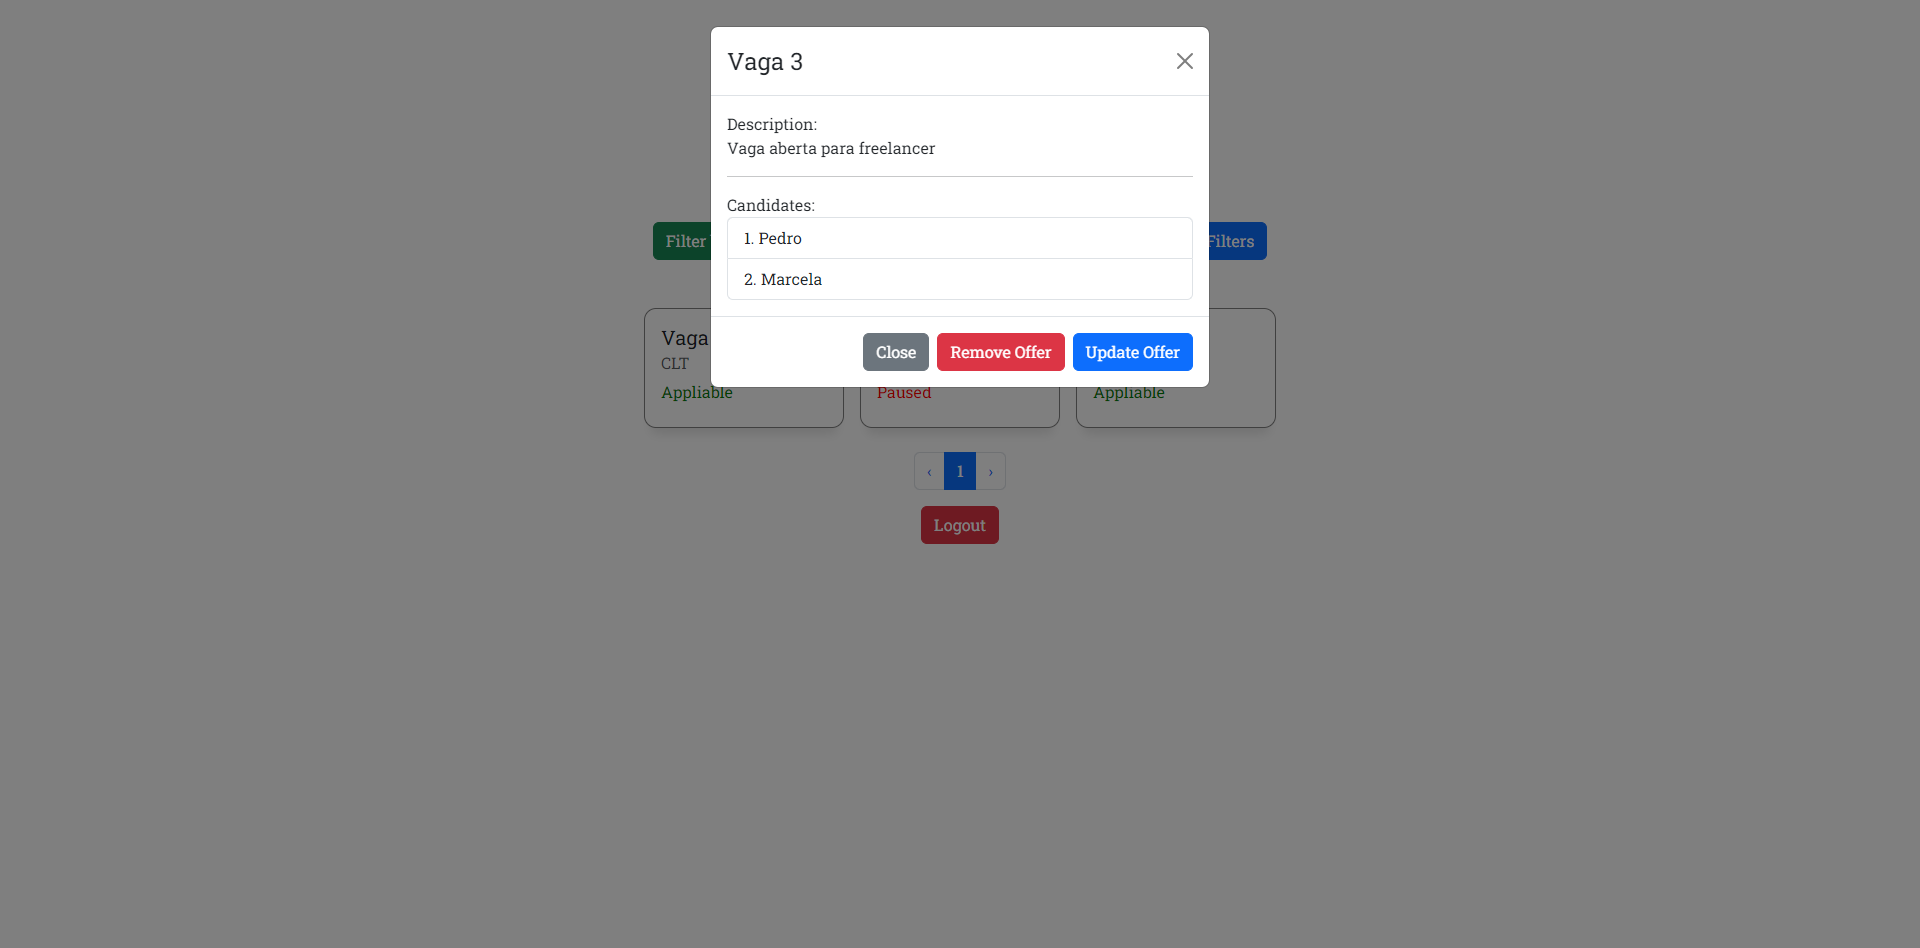 Vaga 3
Description:
Vaga aberta para freelancer
Candidates:
1. Pedro
2. Marcela
Close Remove Offer Update Offer
Filter
Filters
Vaga
CLT
Appliable
Paused
Appliable
‹ 1 ›
Logout